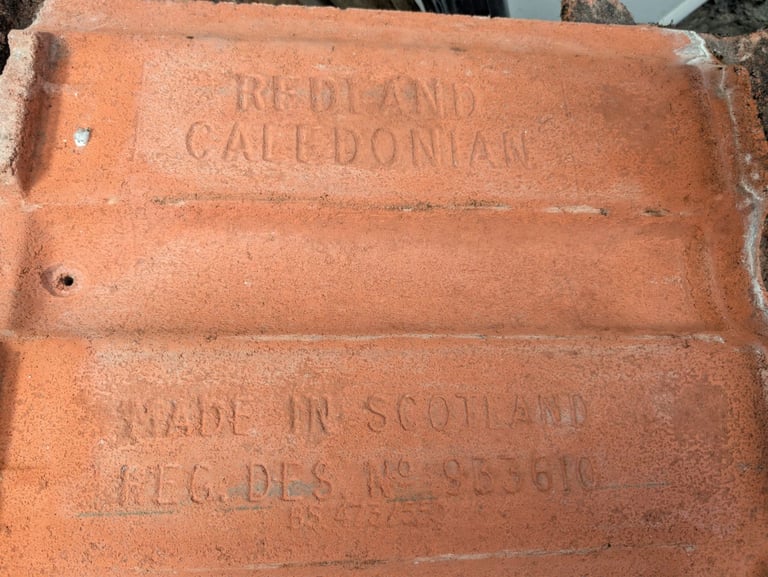 REDLAND
CALEDONIAN
MADE IN SCOTLAND
REG. DES. Nº 953610